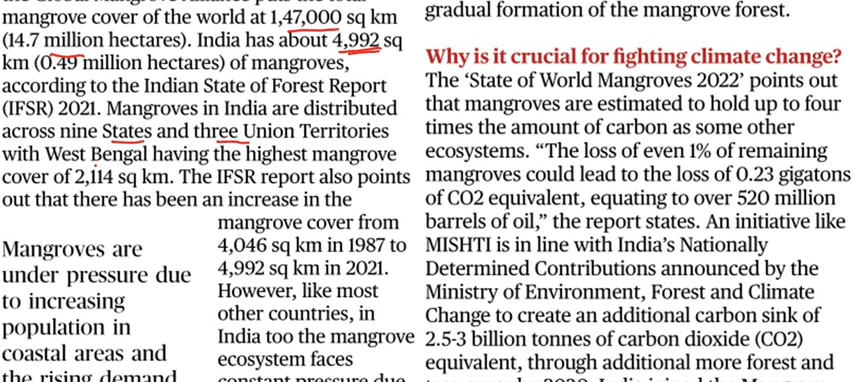 mangrove cover of the world at 1,47,000 sq km
(14.7 million hectares). India has about 4,992 sq
km (0.49 million hectares) of mangroves,
according to the Indian State of Forest Report
(IFSR) 2021. Mangroves in India are distributed
across nine States and three Union Territories
with West Bengal having the highest mangrove
cover of 2,114 sq km. The IFSR report also points
out that there has been an increase in the
mangrove cover from
4,046 sq km in 1987 to
4,992 sq km in 2021.
However, like most
other countries, in
India too the mangrove
ecosystem faces
constant pressure due
Mangroves are
under pressure due
to increasing
population in
coastal areas and
the rising demand
gradual formation of the mangrove forest.
Why is it crucial for fighting climate change?
The ‘State of World Mangroves 2022’ points out
that mangroves are estimated to hold up to four
times the amount of carbon as some other
ecosystems. “The loss of even 1% of remaining
mangroves could lead to the loss of 0.23 gigatons
of CO2 equivalent, equating to over 520 million
barrels of oil,” the report states. An initiative like
MISHTI is in line with India’s Nationally
Determined Contributions announced by the
Ministry of Environment, Forest and Climate
Change to create an additional carbon sink of
2.5-3 billion tonnes of carbon dioxide (CO2)
equivalent, through additional more forest and